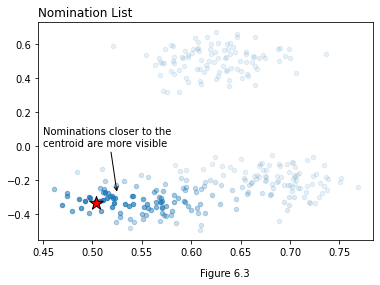 Nomination List
0.6
0.4
0.2
0.0
−0.2
−0.4
Nominations closer to the
centroid are more visible
0.45 0.50 0.55 0.60 0.65 0.70 0.75
Figure 6.3